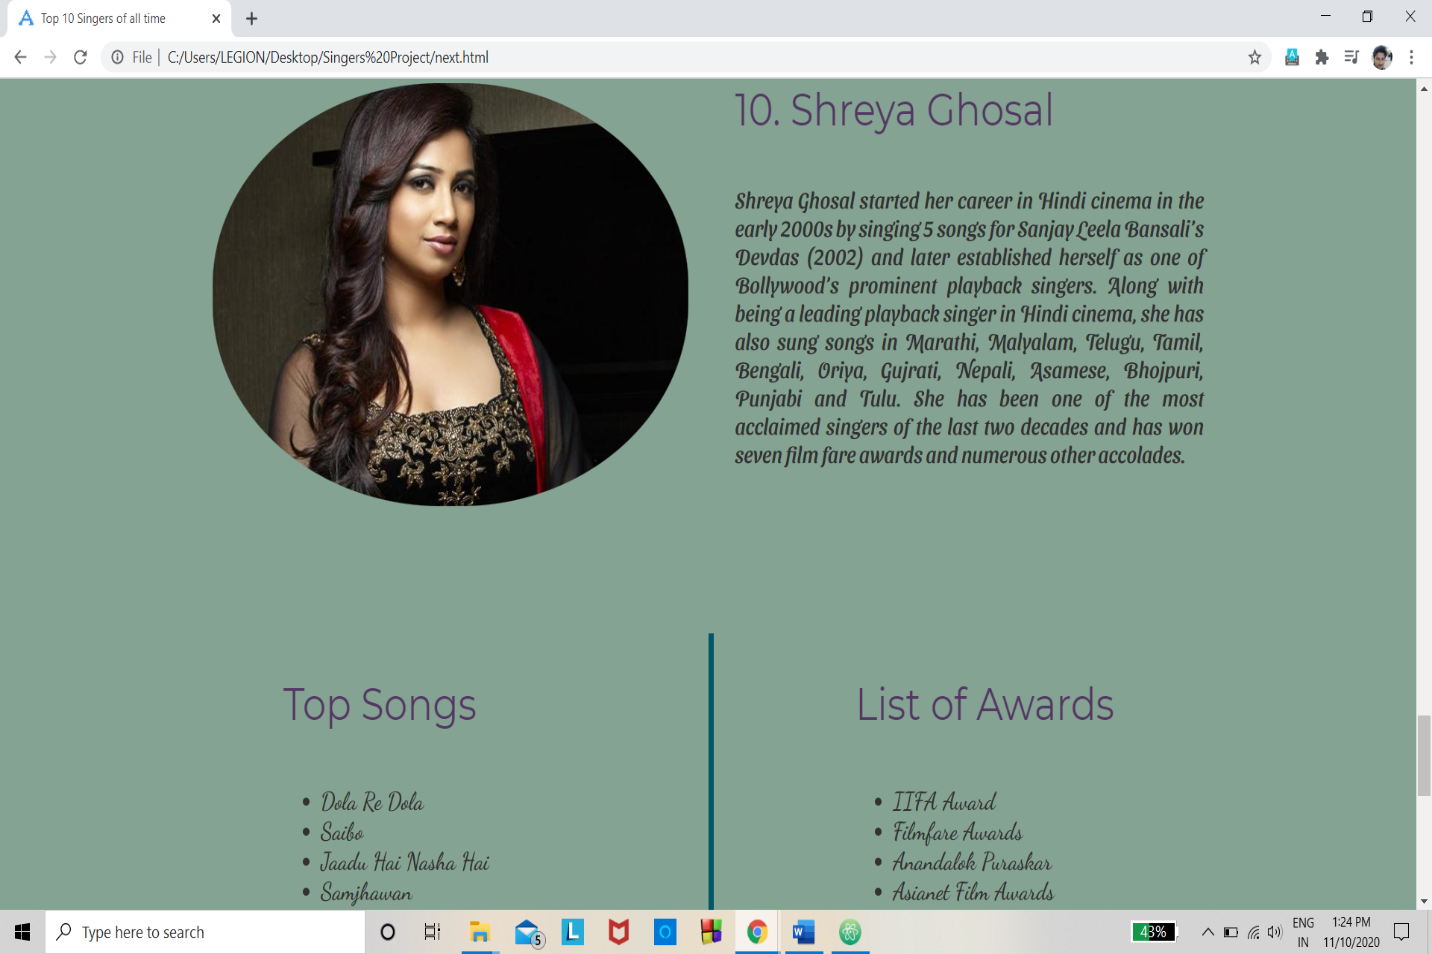 Top 10 Singers of all time
File | C:/Users/LEGION/Desktop/Singers%20Project/next.html
10. Shreya Ghosal
Shreya Ghosal started her career in Hindi cinema in the
early 2000s by singing 5 songs for Sanjay Leela Bansali's
Devdas (2002) and later established herself as one of
Bollywood's prominent playback singers. Along with
being a leading playback singer in Hindi cinema, she has
also sung songs in Marathi, Malyalam, Telugu, Tamil,
Bengali, Oriya, Gujrati, Nepali, Asamese, Bhojpuri,
Punjabi and Tulu. She has been one of the most
acclaimed singers of the last two decades and has won
seven film fare awards and numerous other accolades.
Top Songs
• Dola Re Dola
• Saibo
• Jaadu Hai Nasha Hai
• Samjhawan
List of Awards
• IIFA Award
• Filmfare Awards
• Anandalok Puraskar
• Asianet Film Awards
Type here to search
5
L
W
43%
ENG
IN
1:24 PM
11/10/2020